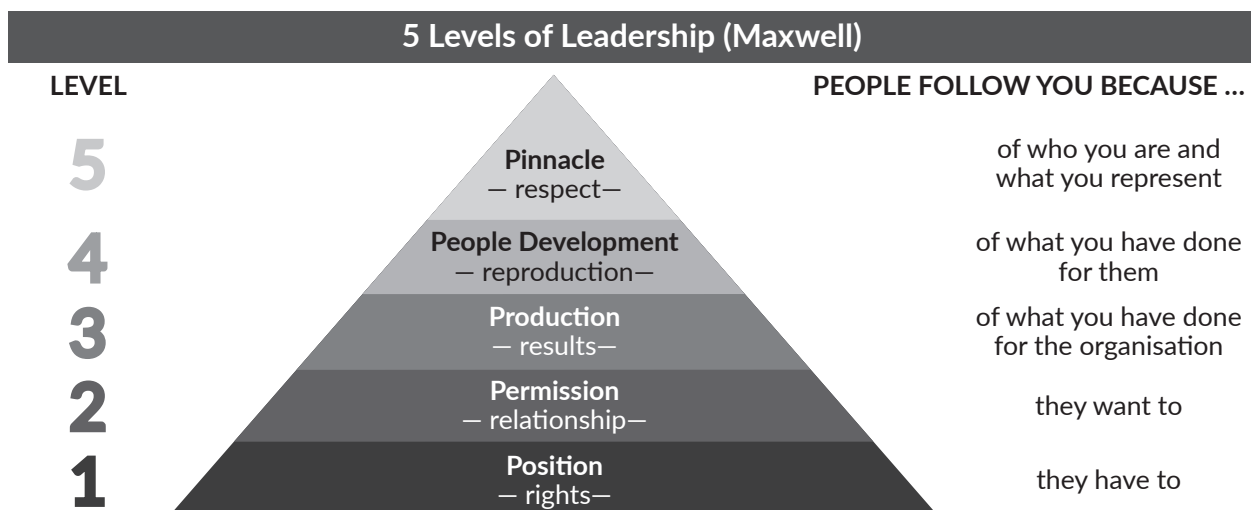 5 Levels of Leadership (Maxwell)
LEVEL
PEOPLE FOLLOW YOU BECAUSE ...
5
Pinnacle
— respect—
of who you are and
what you represent
4
People Development
— reproduction—
of what you have done
for them
3
Production
— results—
of what you have done
for the organisation
2
Permission
— relationship—
they want to
1
Position
— rights—
they have to